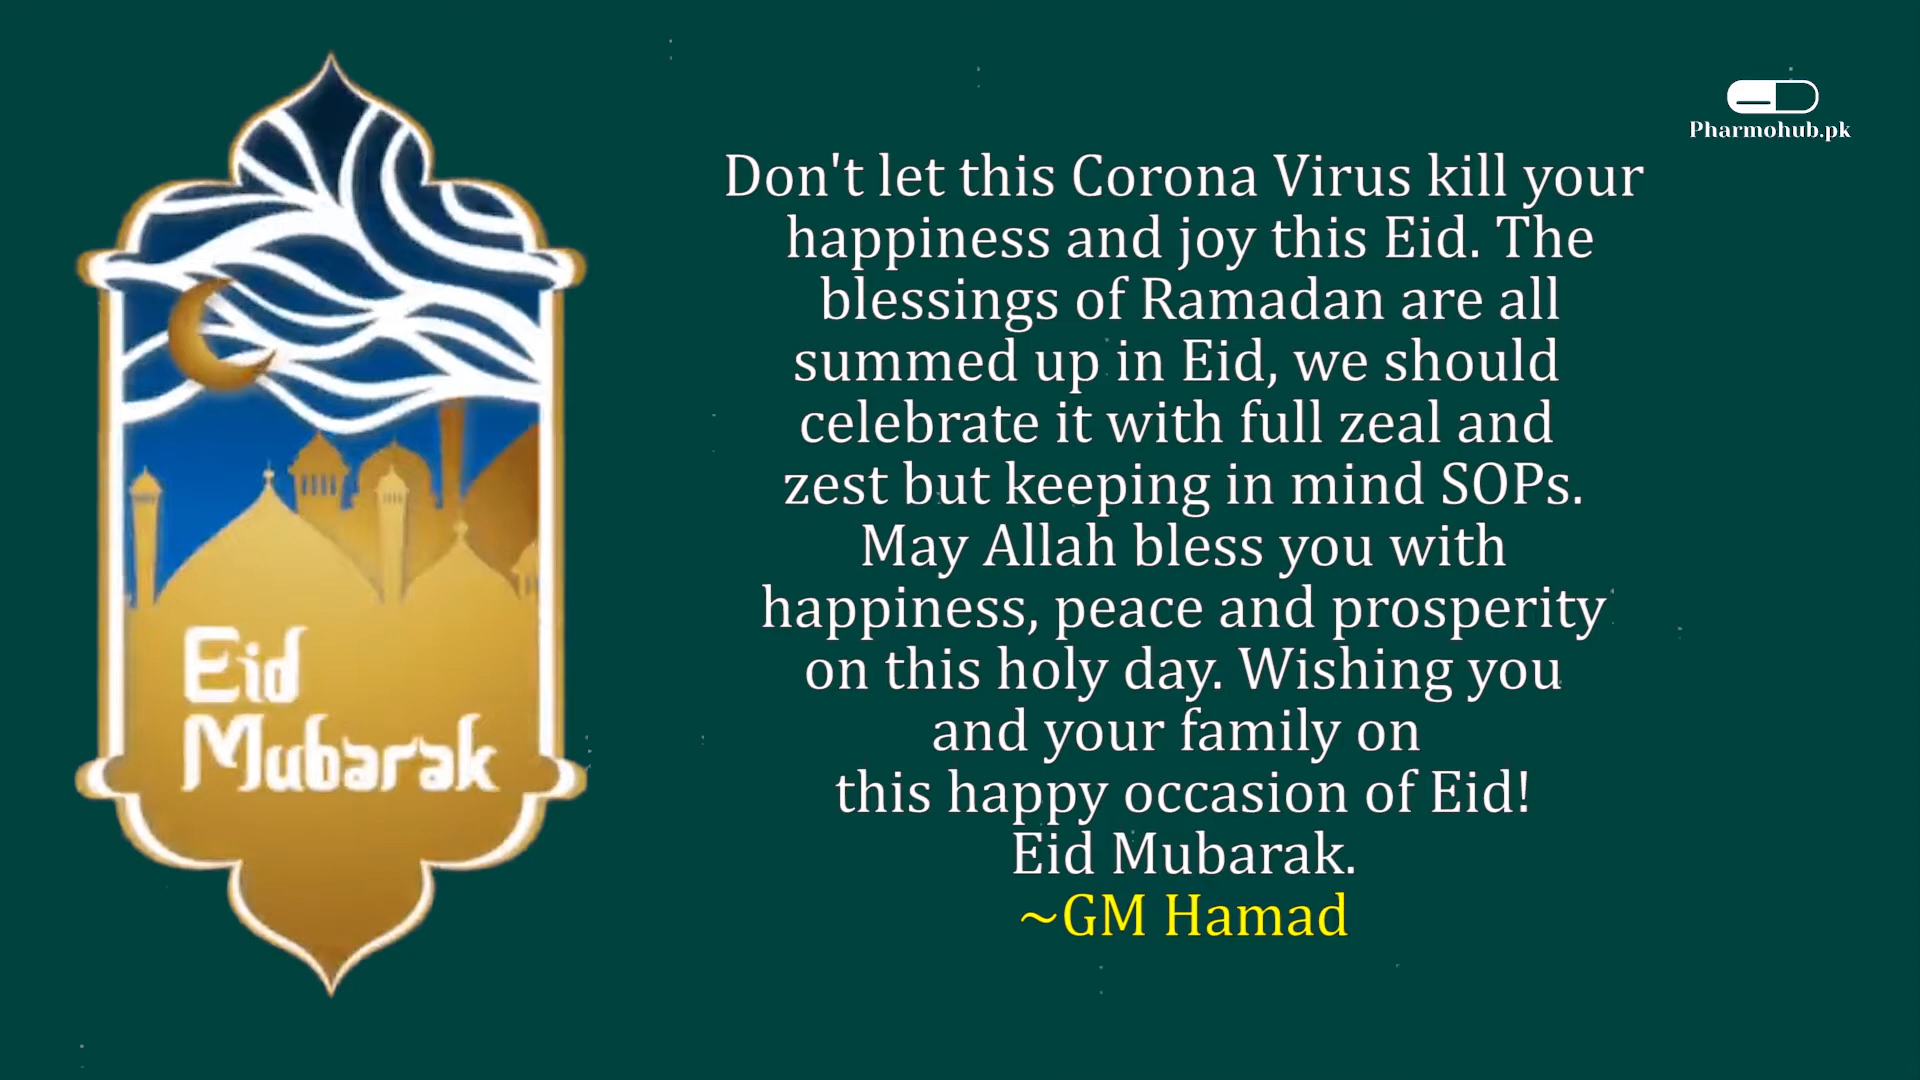 Pharmohub.pk
Don't let this Corona Virus kill your
happiness and joy this Eid. The
blessings of Ramadan are all
summed up in Eid, we should
celebrate it with full zeal and
zest but keeping in mind SOPs.
May Allah bless you with
happiness, peace and prosperity
on this holy day. Wishing you
and your family on
this happy occasion of Eid!
Eid Mubarak.
~GM Hamad
Eid
Mubarak